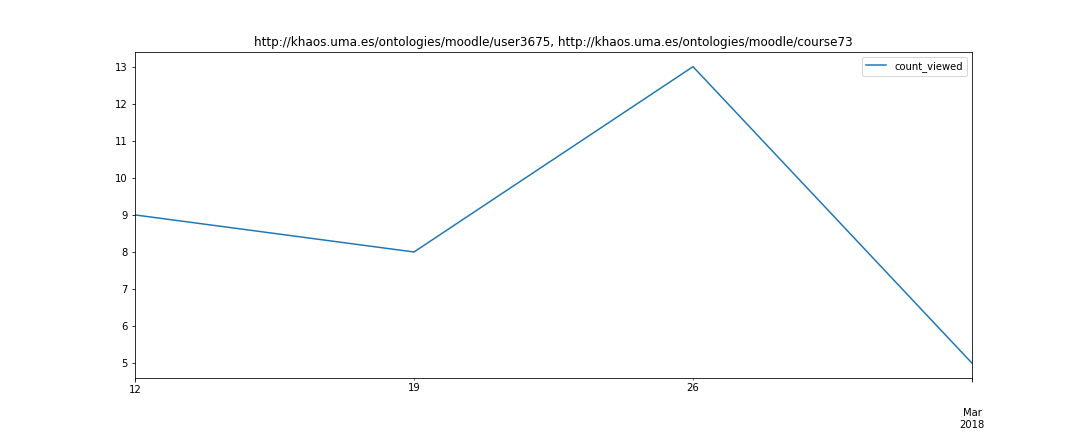 http://khaos.uma.es/ontologies/moodle/user3675, http://khaos.uma.es/ontologies/moodle/course73
count_viewed
13
12
11
10
9
8
7
6
5
12 19 26
Mar
2018